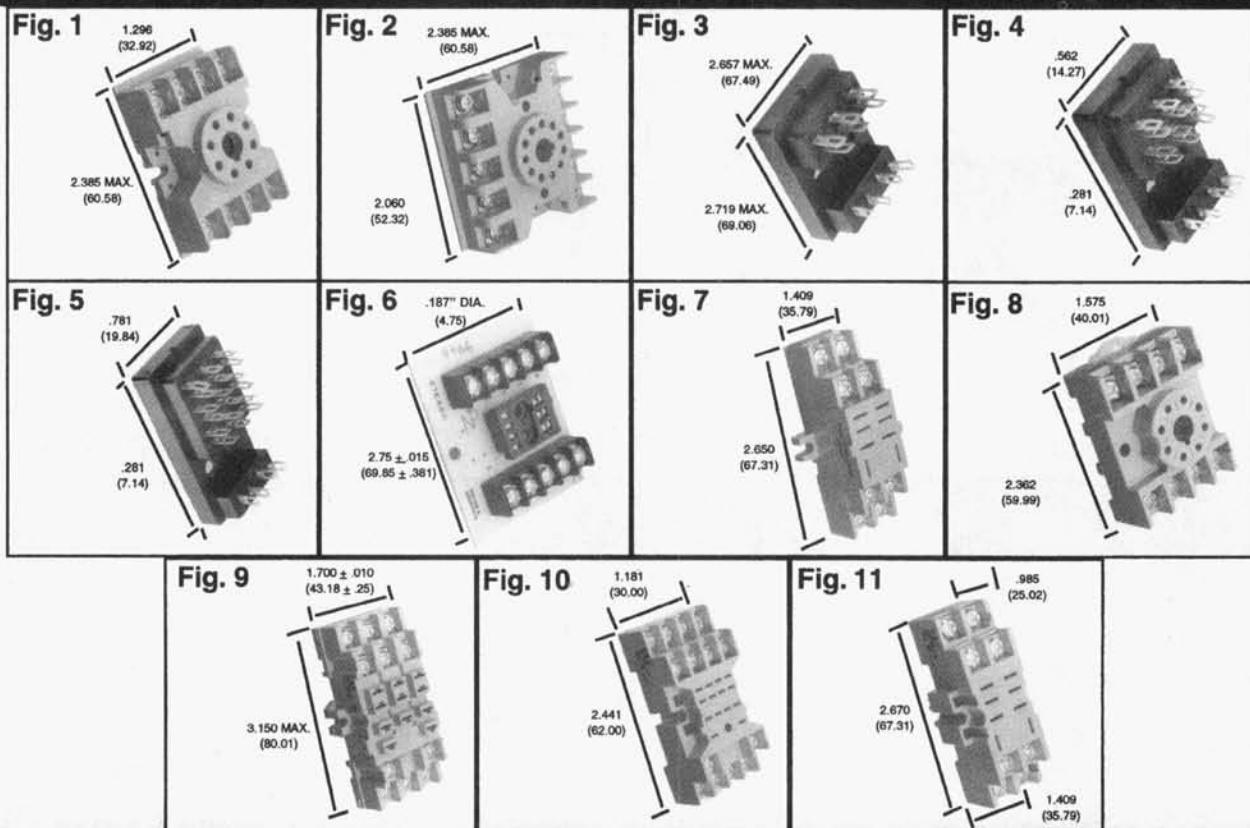 Fig. 1
1.296
(32.92)
2.385 MAX.
(60.58)
Fig. 2
2.385 MAX.
(60.58)
2.060
(52.32)
Fig. 3
2.657 MAX.
(67.49)
2.719 MAX.
(69.06)
Fig. 4
.562
(14.27)
.281
(7.14)
Fig. 5
.781
(19.84)
.281
(7.14)
Fig. 6
.187" DIA.
(4.75)
2.75 ± .015
(69.85 ± .381)
Fig. 7
1.409
(35.79)
2.650
(67.31)
Fig. 8
1.575
(40.01)
2.362
(59.99)
Fig. 9
1.700 ± .010
(43.18 ± .25)
3.150 MAX.
(80.01)
Fig. 10
1.181
(30.00)
2.441
(62.00)
Fig. 11
.985
(25.02)
2.670
(67.31)
1.409
(35.79)